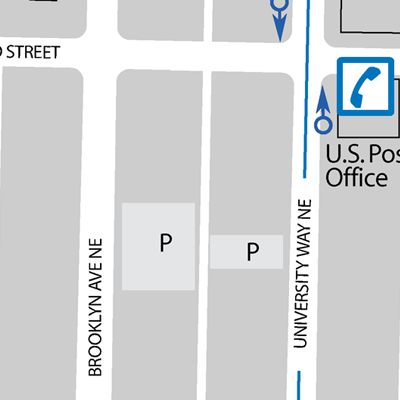 STREET
U.S. Pos
Office
P
P
BROOKLYN AVE NE
UNIVERSITY WAY NE